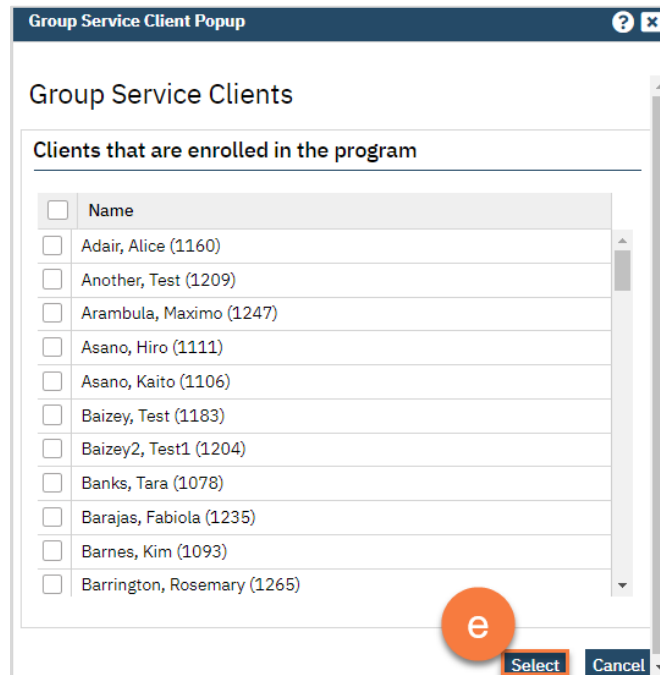 Group Service Client Popup
Group Service Clients
Clients that are enrolled in the program
Name
Adair, Alice (1160)
Another, Test (1209)
Arambula, Maximo (1247)
Asano, Hiro (1111)
Asano, Kaito (1106)
Baizey, Test (1183)
Baizey2, Test1 (1204)
Banks, Tara (1078)
Barajas, Fabiola (1235)
Barnes, Kim (1093)
Barrington, Rosemary (1265)
e
Select Cancel